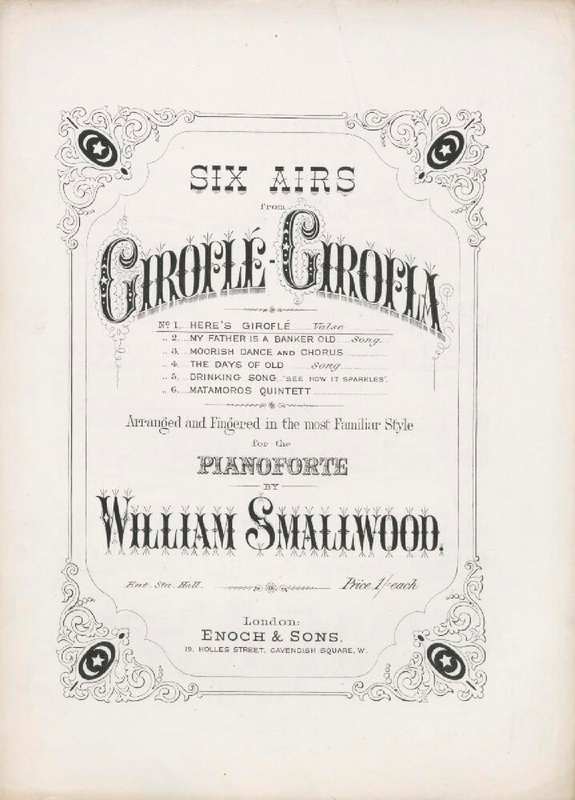 SIX AIRS
from
GIROFLÉ-GIROFLA
No 1. HERE'S GIROFLÉ Valse
„ 2. MY FATHER IS A BANKER OLD Song.
„ 3. MOORISH DANCE AND CHORUS
„ 4. THE DAYS OF OLD Song.
„ 5. DRINKING SONG, "SEE HOW IT SPARKLES".
„ 6. MATAMOROS QUINTETT
Arranged and Fingered in the most Familiar Style
for the
PIANOFORTE
BY
WILLIAM SMALLWOOD.
Ent. Sta. Hall. Price 1/- each
London:
ENOCH & SONS,
19, HOLLES STREET, CAVENDISH SQUARE, W.